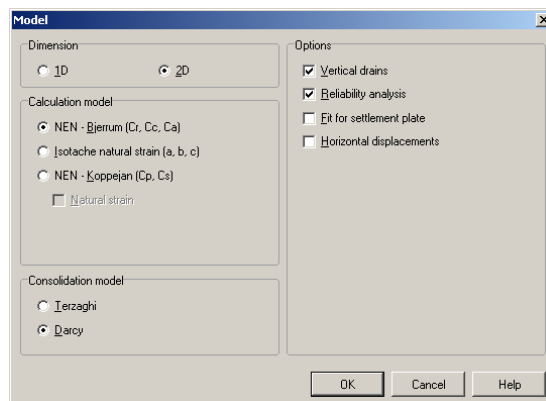 Model
Dimension
1D
2D
Calculation model
NEN - Bjerrum (Cr, Cc, Ca)
Isotache natural strain (a, b, c)
NEN - Koppejan (Cp, Cs)
Natural strain
Consolidation model
Terzaghi
Darcy
Options
Vertical drains
Reliability analysis
Fit for settlement plate
Horizontal displacements
OK
Cancel
Help